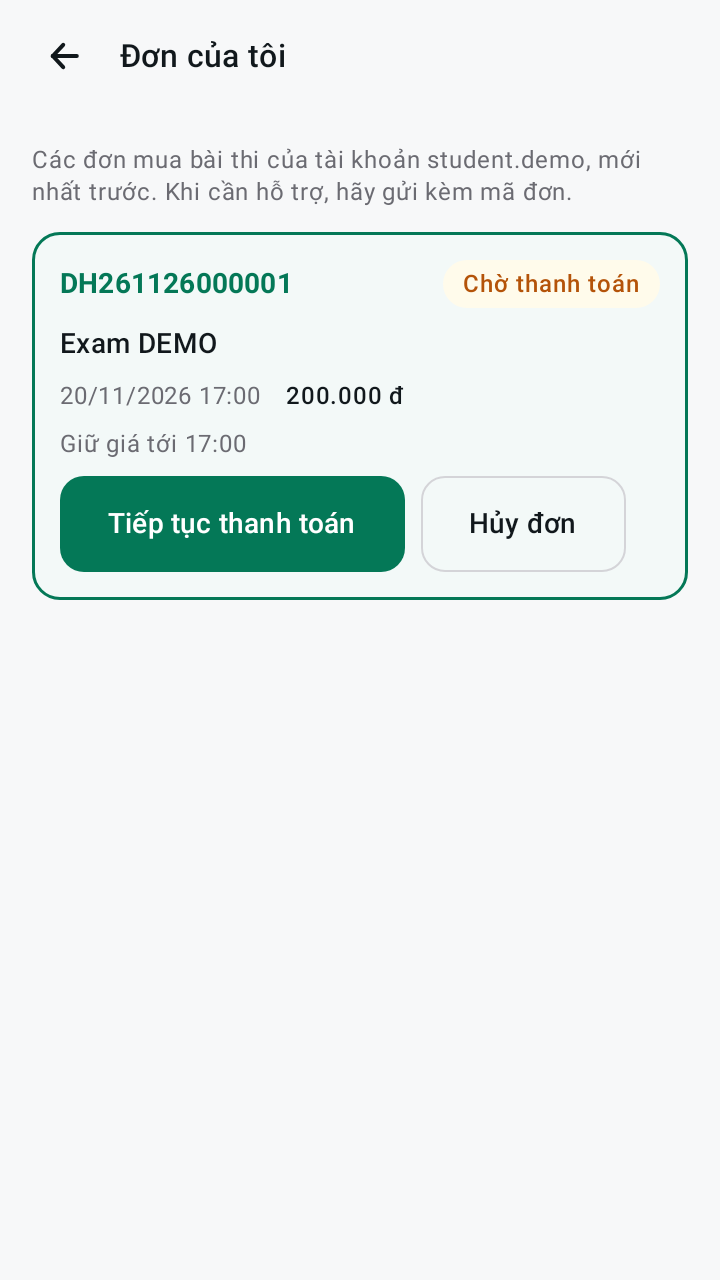 Đơn của tôi
Các đơn mua bài thi của tài khoản student.demo, mới
nhất trước. Khi cần hỗ trợ, hãy gửi kèm mã đơn.
DH261126000001
Chờ thanh toán
Exam DEMO
20/11/2026 17:00 200.000 đ
Giữ giá tới 17:00
Tiếp tục thanh toán
Hủy đơn